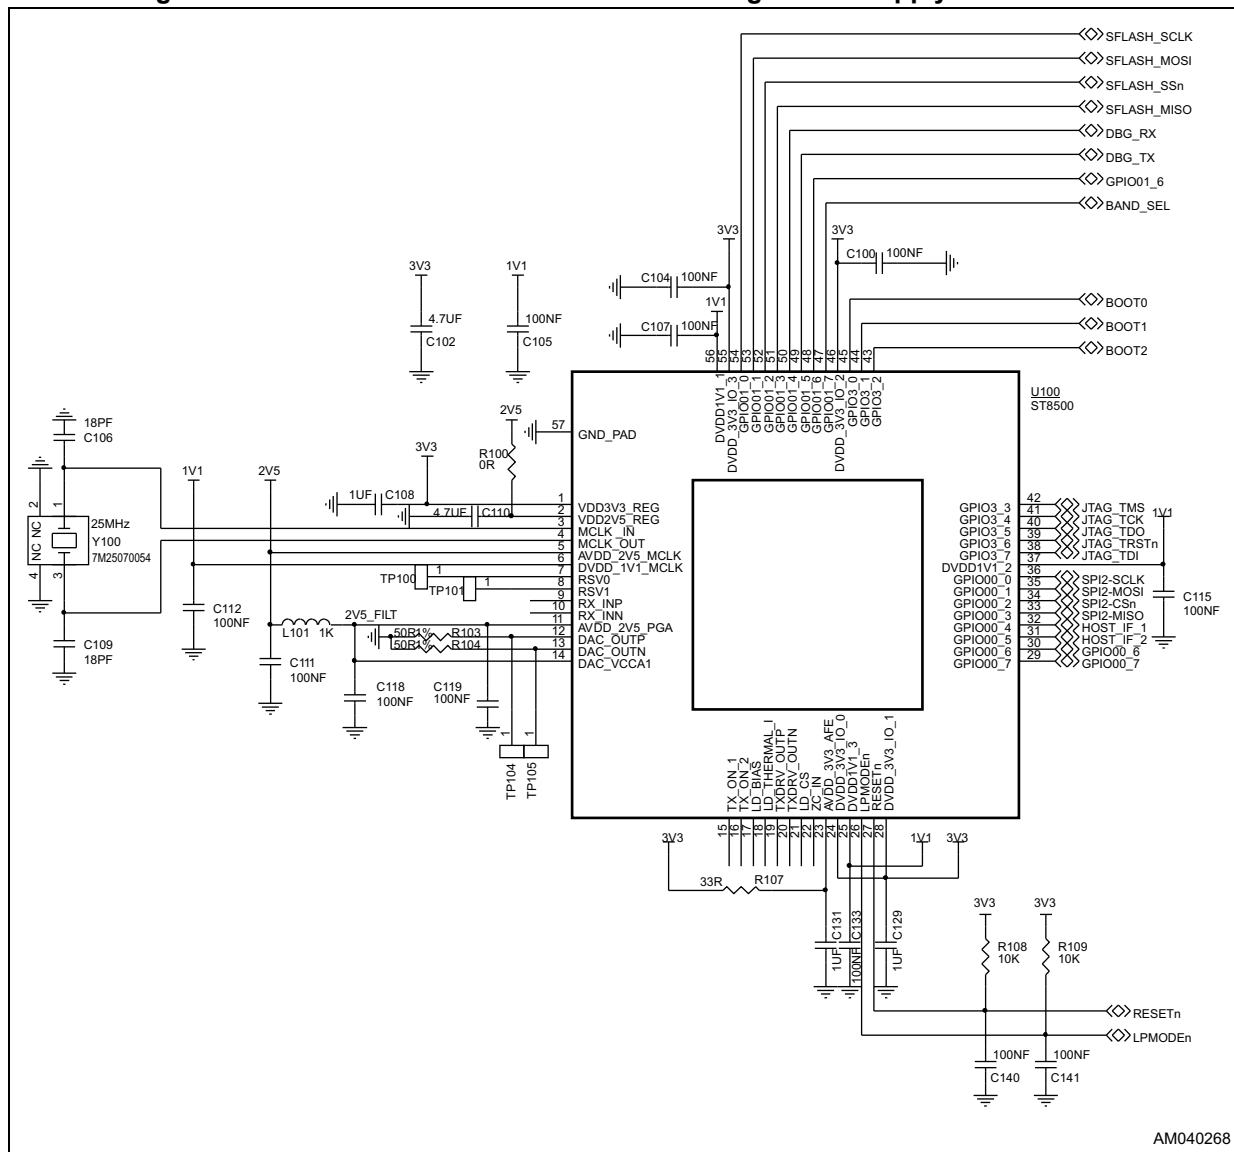 SFLASH_SCLK
SFLASH_MOSI
SFLASH_SSn
SFLASH_MISO
DBG_RX
DBG_TX
GPIO01_6
BAND_SEL
3V3
3V3
C100 100NF
C104 100NF
3V3
1V1
1V1
C107 100NF
BOOT0
BOOT1
BOOT2
4.7UF
C102
100NF
C105
56
55
54
53
52
51
50
49
48
47
46
45
44
43
DVDD1V1_1
DVDD_3V3_IO_3
GPIO01_0
GPIO01_1
GPIO01_2
GPIO01_3
GPIO01_4
GPIO01_5
GPIO01_6
GPIO01_7
DVDD_3V3_IO_2
GPIO3_0
GPIO3_1
GPIO3_2
U100
ST8500
18PF
C106
2V5
57
GND_PAD
R100
0R
3V3
1V1
2V5
1UF C108
4.7UF C110
2
1
NC NC
4
3
25MHz
Y100
7M25070054
1 VDD3V3_REG
2 VDD2V5_REG
3 MCLK_IN
4 MCLK_OUT
5 AVDD_2V5_MCLK
6 DVDD_1V1_MCLK
7 RSV0
8 RSV1
9 RX_INP
10 RX_INN
11 AVDD_2V5_PGA
12 DAC_OUTP
13 DAC_OUTN
14 DAC_VCCA1
TP100 1
TP101 1
GPIO3_3 42 JTAG_TMS
GPIO3_4 41 JTAG_TCK
GPIO3_5 40 JTAG_TDO
GPIO3_6 39 JTAG_TRSTn
GPIO3_7 38 JTAG_TDI
DVDD1V1_2 37
GPIO00_0 36 SPI2-SCLK
GPIO00_1 35 SPI2-MOSI
GPIO00_2 34 SPI2-CSn
GPIO00_3 33 SPI2-MISO
GPIO00_4 32 HOST_IF_1
GPIO00_5 31 HOST_IF_2
GPIO00_6 30 GPIO00_6
GPIO00_7 29 GPIO00_7
1V1
C115
100NF
C112
100NF
2V5_FILT
L101 1K
50R1% R103
50R1% R104
C109
18PF
C111
100NF
C118
100NF
C119
100NF
1
1
TP104
TP105
TX_ON_1
TX_ON_2
LD_BIAS
LD_THERMAL_I
TXDRV_OUTP
TXDRV_OUTN
LD_CS
ZC_IN
AVDD_3V3_AFE
DVDD_3V3_IO_0
DVDD1V1_3
LPMODEn
RESETn
DVDD_3V3_IO_1
15
16
17
18
19
20
21
22
23
24
25
26
27
28
3V3
1V1
3V3
33R R107
1UF C131
100NF C133
1UF C129
3V3
3V3
R108
10K
R109
10K
RESETn
LPMODEn
100NF
C140
100NF
C141
AM040268